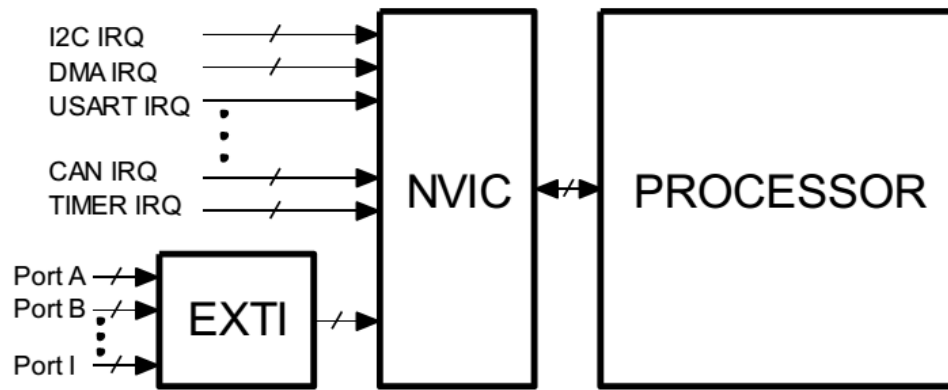 I2C IRQ
DMA IRQ
USART IRQ
CAN IRQ
TIMER IRQ
NVIC
PROCESSOR
Port A
Port B
Port I
EXTI